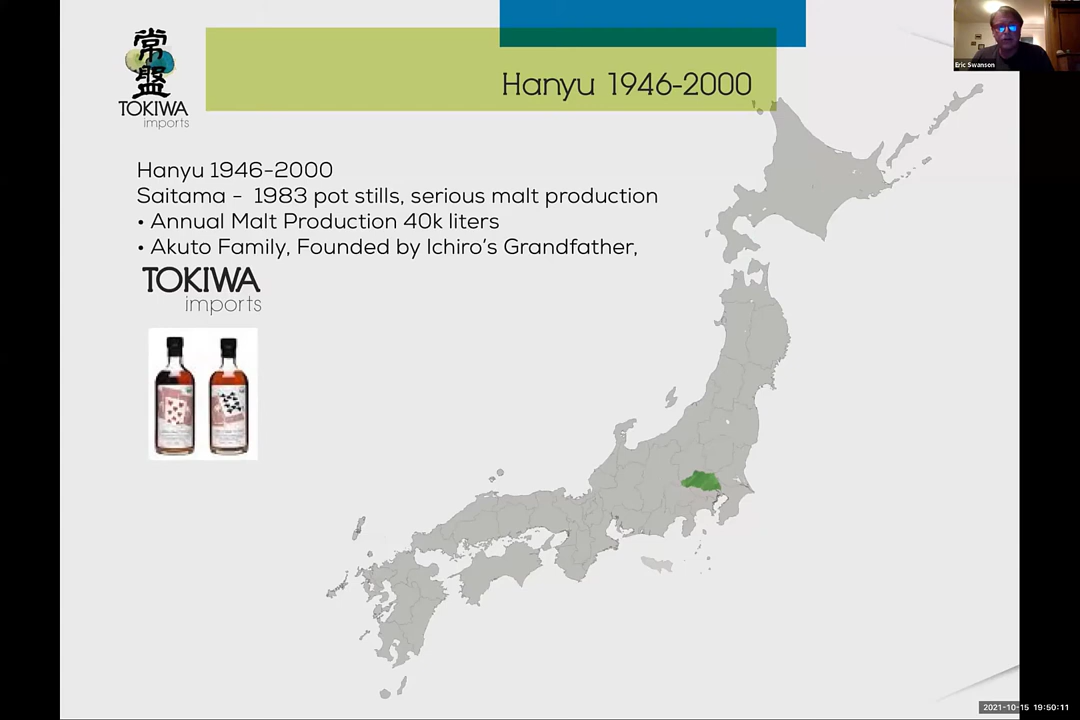 常
盤
TOKIWA
imports
Hanyu 1946-2000
Eric Swanson
Hanyu 1946-2000
Saitama - 1983 pot stills, serious malt production
• Annual Malt Production 40k liters
• Akuto Family, Founded by Ichiro's Grandfather,
TOKIWA
imports
2021-10-15 19:50:11